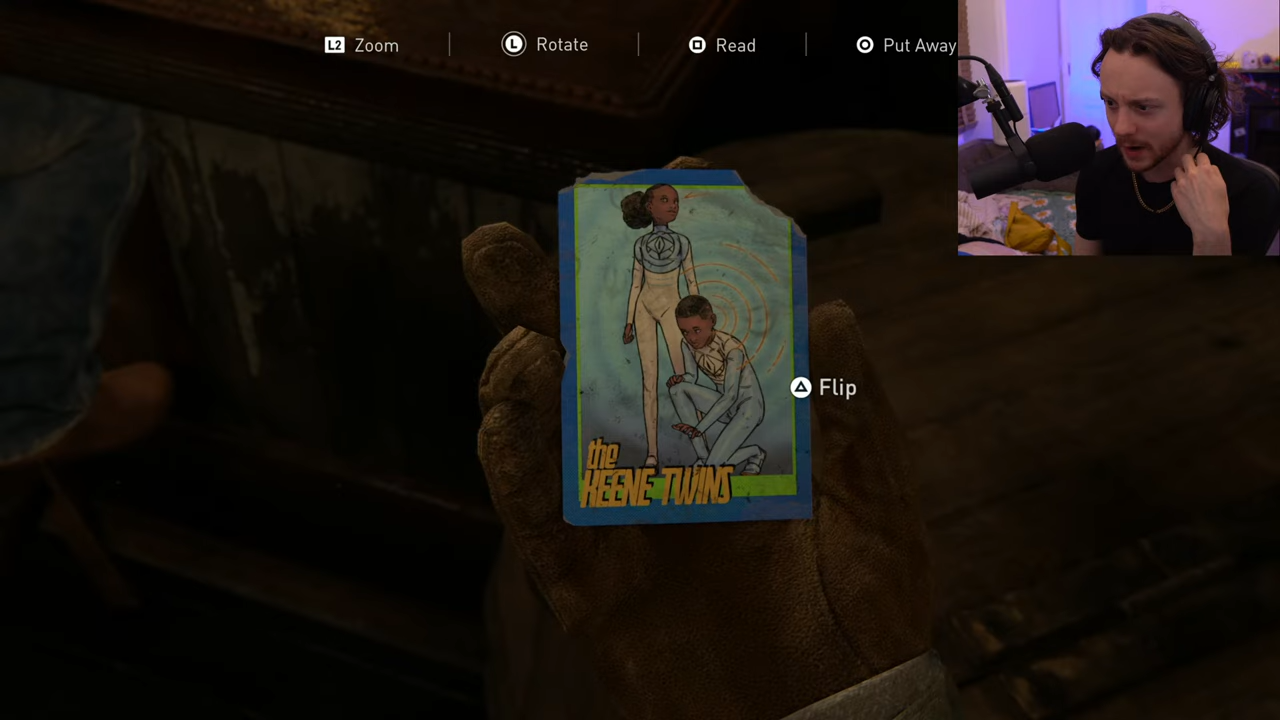 L2 Zoom
L Rotate
Read
Put Away
Flip
the
KEENE TWINS